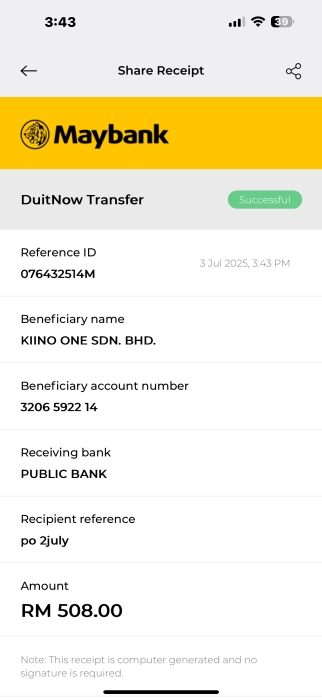 3:43
39
Share Receipt
Maybank
DuitNow Transfer
Successful
Reference ID
3 Jul 2025, 3:43 PM
076432514M
Beneficiary name
KIINO ONE SDN. BHD.
Beneficiary account number
3206 5922 14
Receiving bank
PUBLIC BANK
Recipient reference
po 2july
Amount
RM 508.00
Note: This receipt is computer generated and no
signature is required.